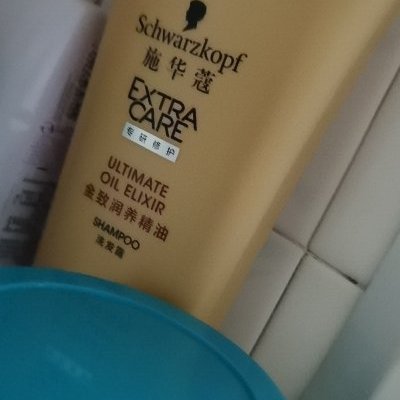 Schwarzkopf
施华蔻
EXTRA
CARE
专研修护
ULTIMATE
OIL ELIXIR
金致润养精油
SHAMPOO
洗发露